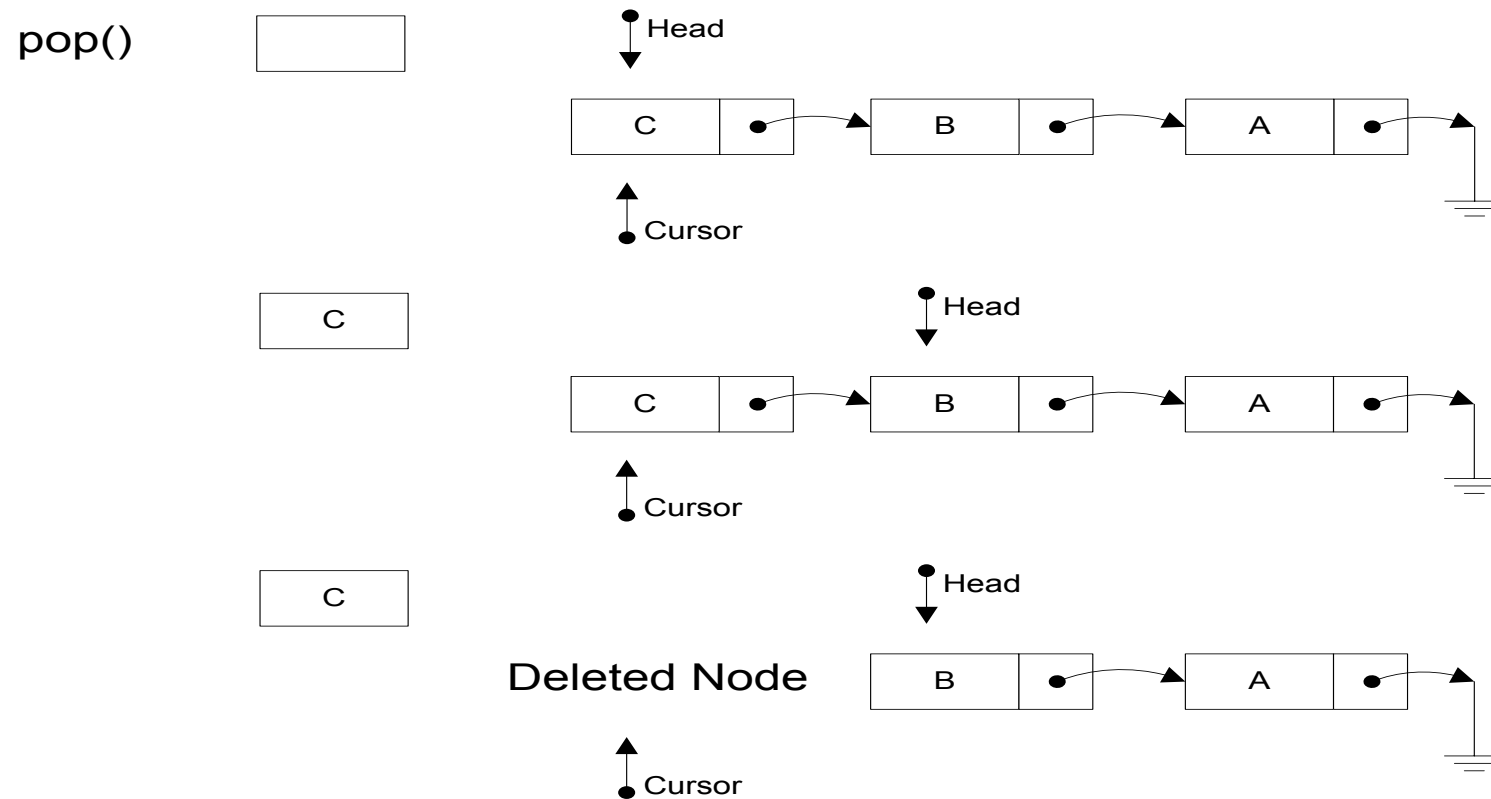 pop()
Head
C B A
Cursor
C
Head
C B A
Cursor
C
Head
Deleted Node B A
Cursor